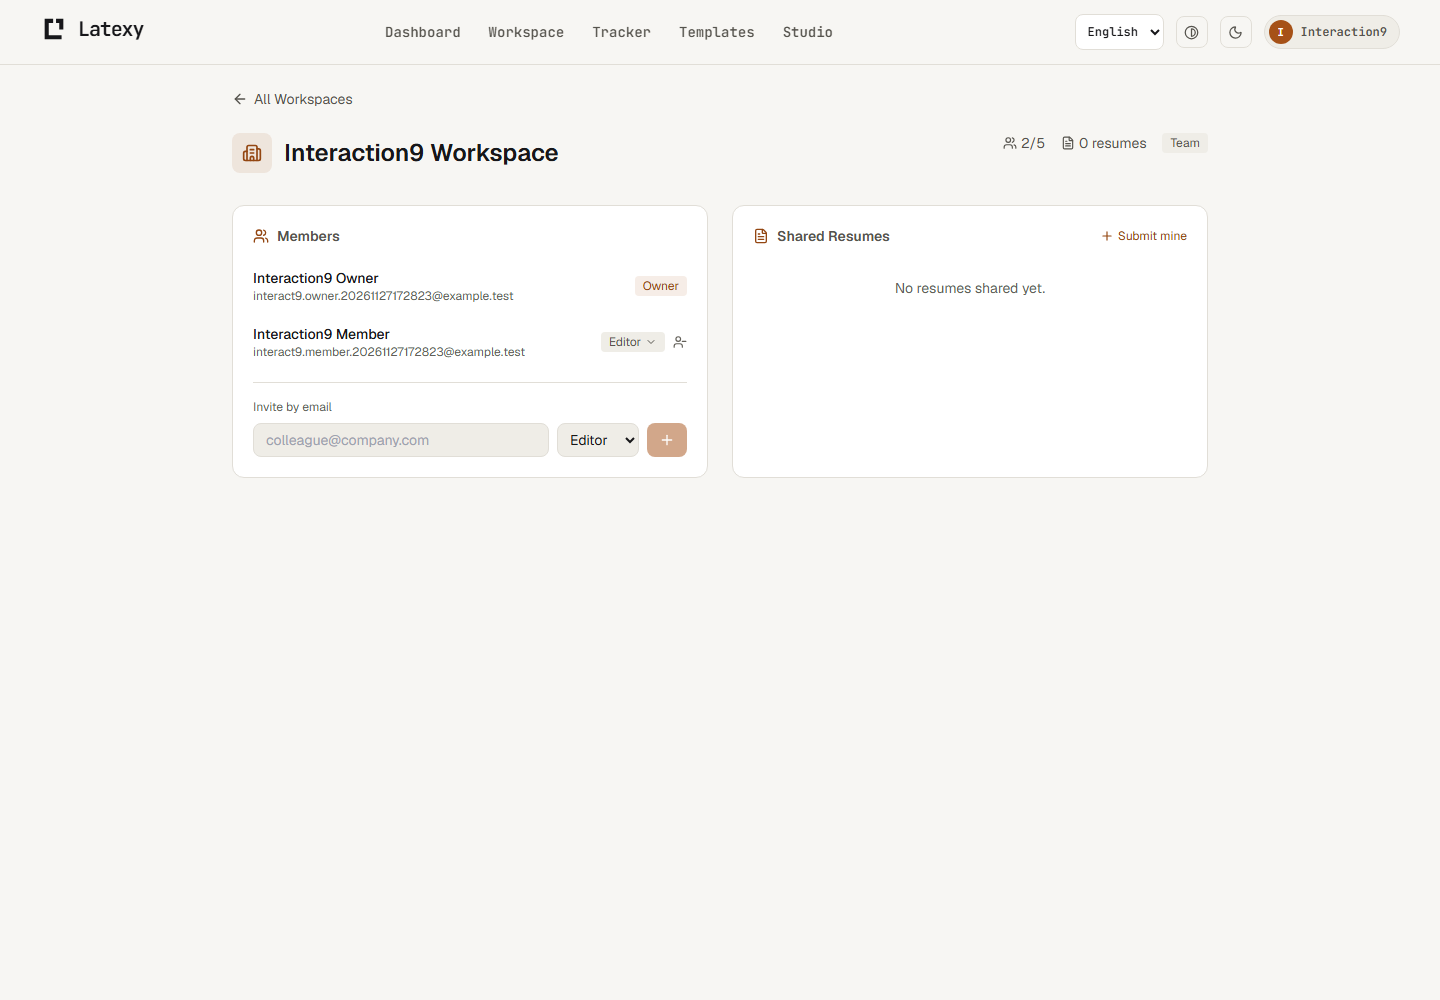 Latexy
Dashboard
Workspace
Tracker
Templates
Studio
English
I
Interaction9
All Workspaces
Interaction9 Workspace
2/5
0 resumes
Team
Members
Interaction9 Owner
interact9.owner.20261127172823@example.test
Owner
Interaction9 Member
interact9.member.20261127172823@example.test
Editor
Invite by email
colleague@company.com
Editor
Shared Resumes
Submit mine
No resumes shared yet.